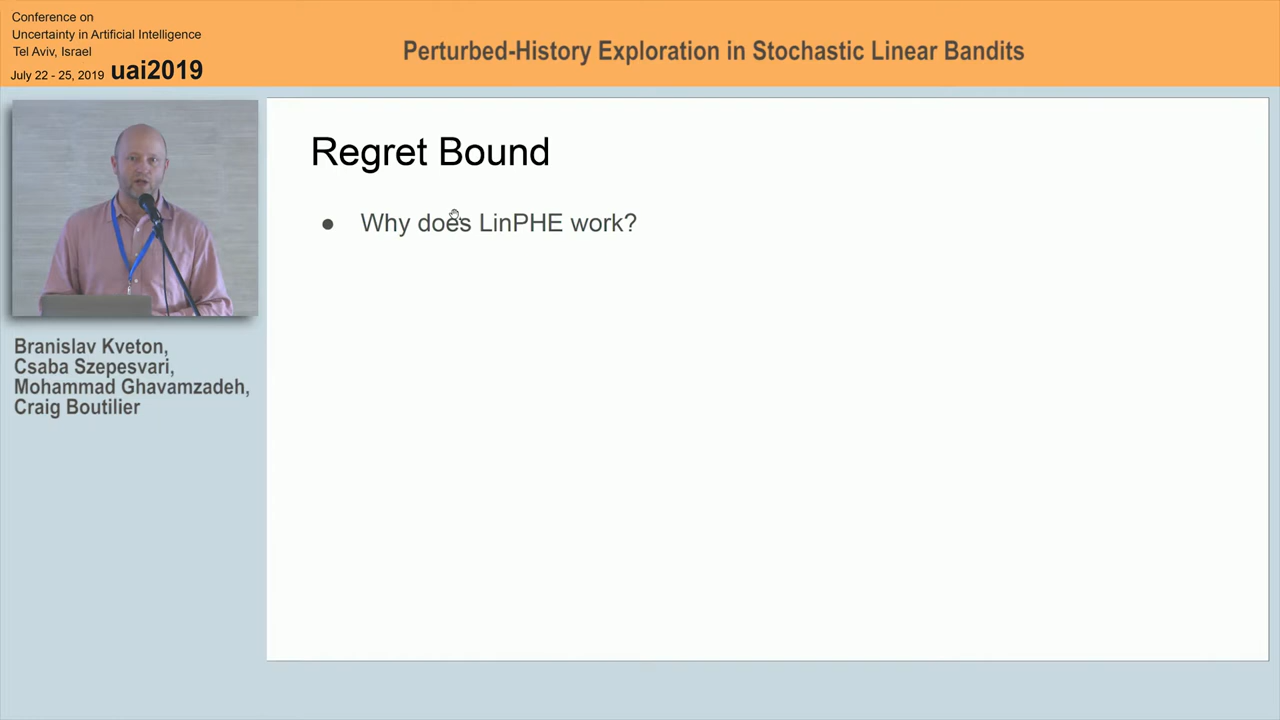 Conference on
Uncertainty in Artificial Intelligence
Tel Aviv, Israel
July 22 - 25, 2019 uai2019
Perturbed-History Exploration in Stochastic Linear Bandits
Branislav Kveton,
Csaba Szepesvari,
Mohammad Ghavamzadeh,
Craig Boutilier
Regret Bound
● Why does LinPHE work?